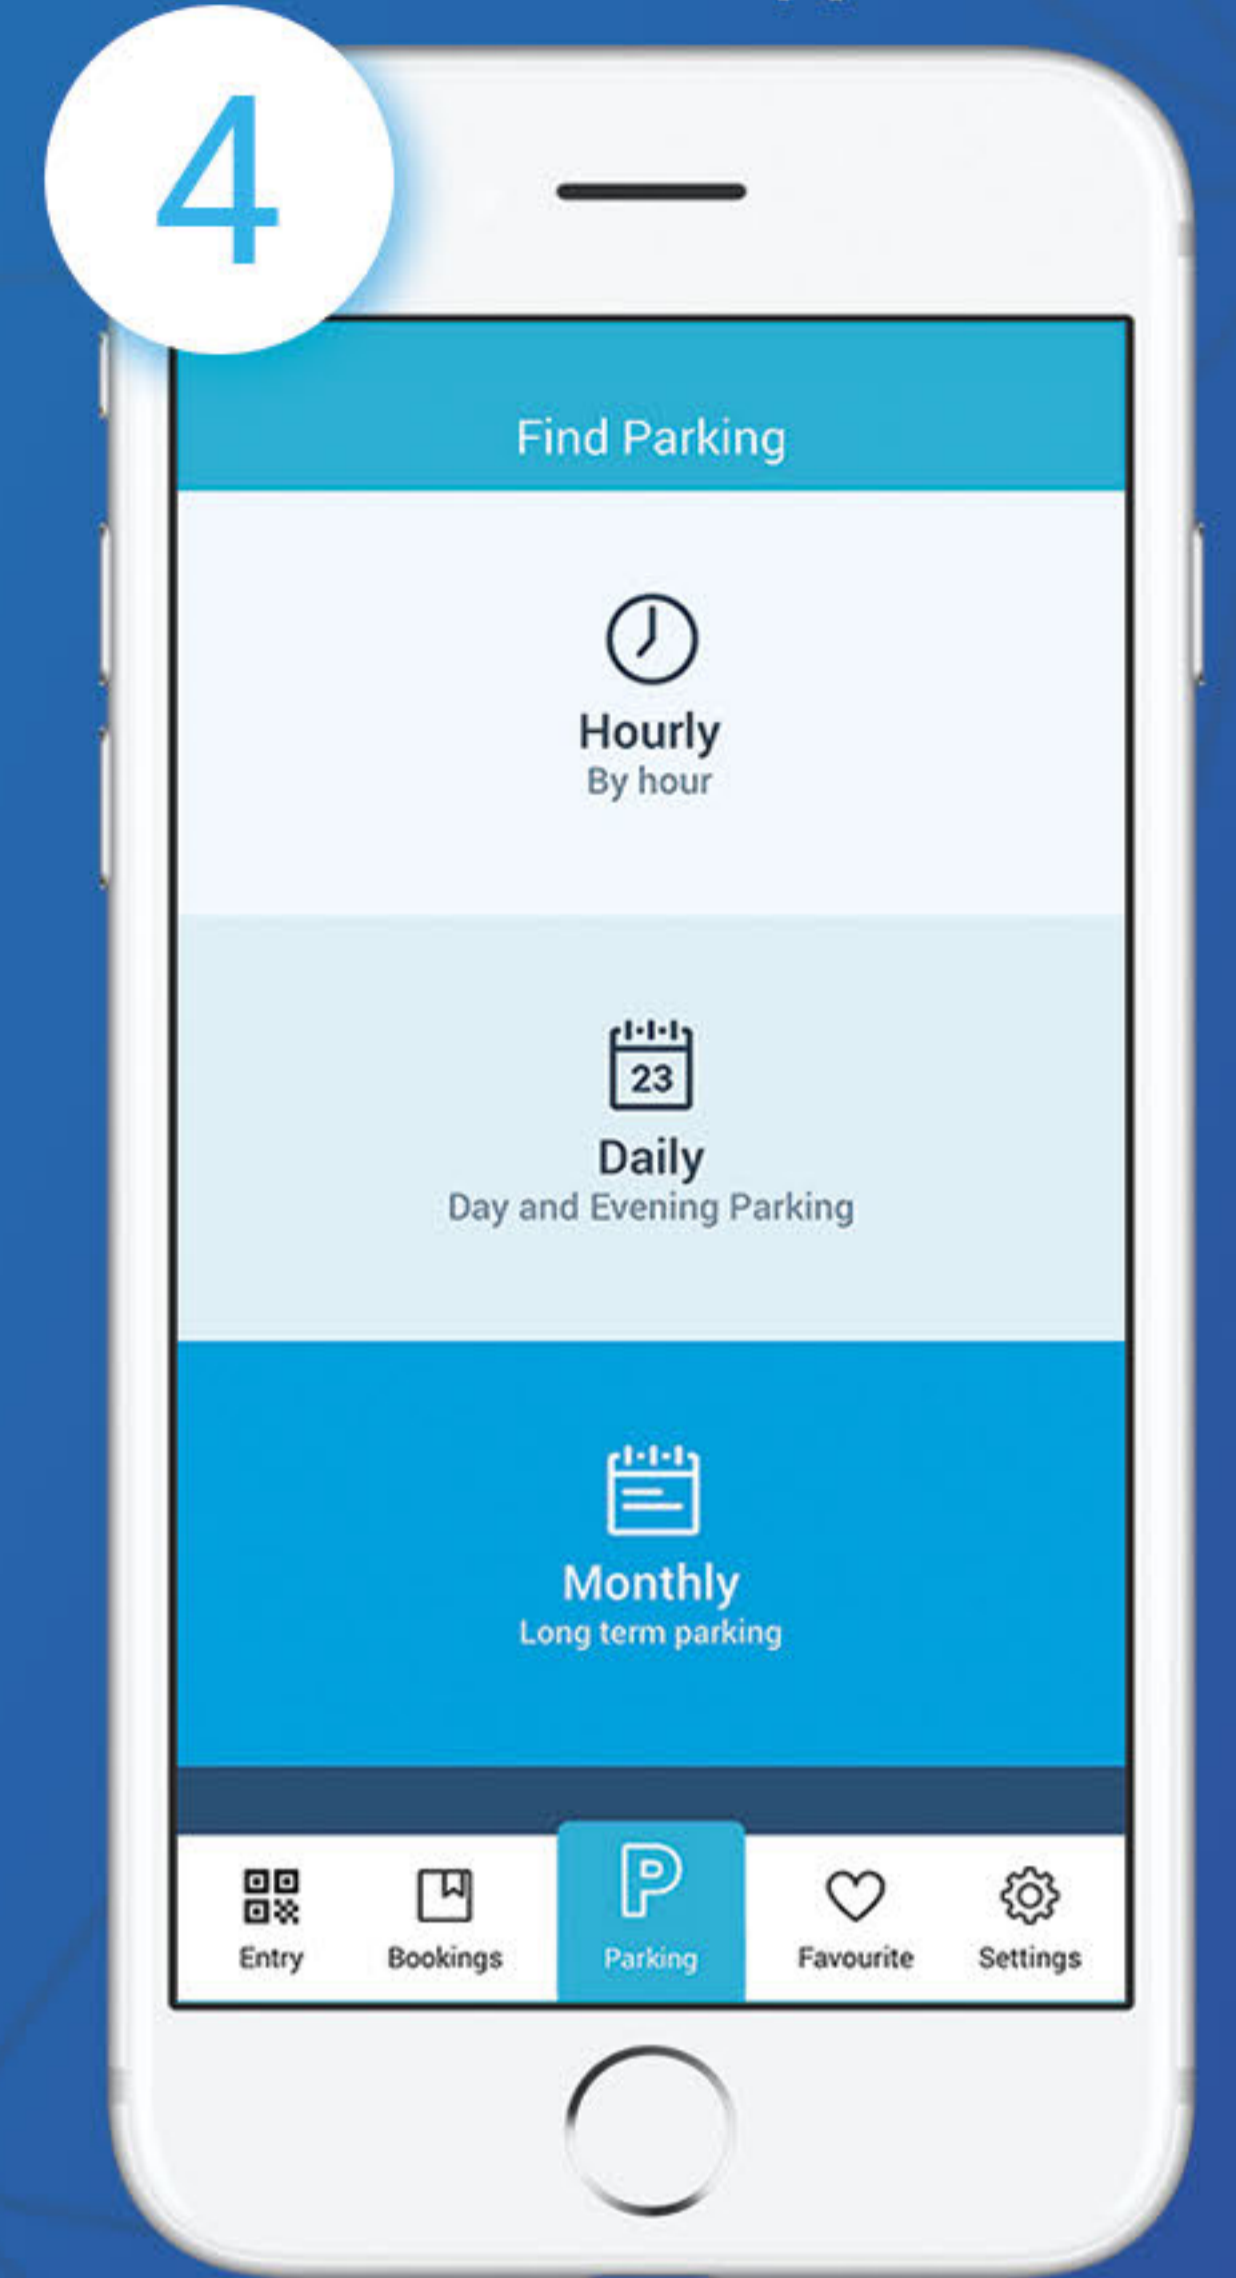 4
Find Parking
Hourly
By hour
23
Daily
Day and Evening Parking
Monthly
Long term parking
P
Entry
Bookings
Parking
Favourite
Settings